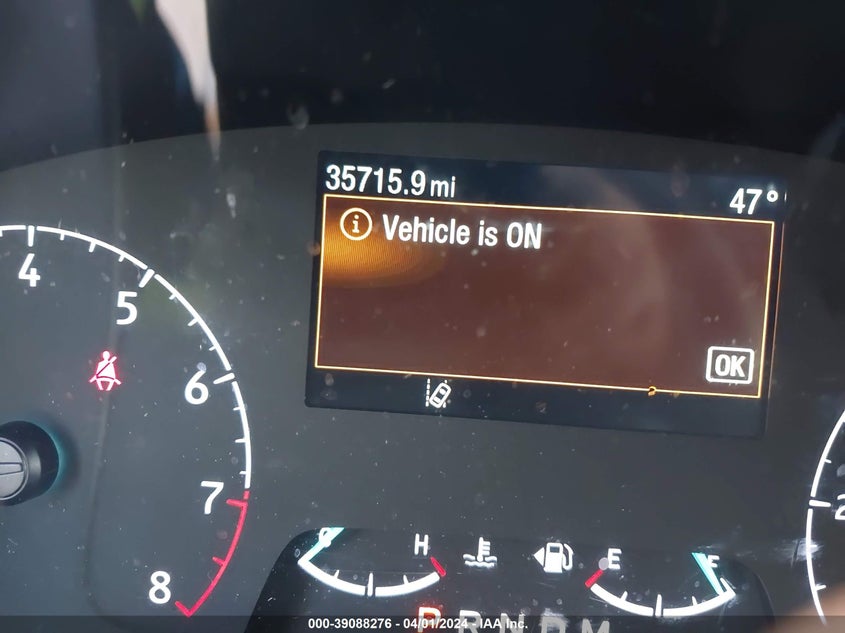 35715.9 mi
47°
Vehicle is ON
OK
4
5
6
7
8
H
E
F
2
P R N D M
000-39088276 - 04/01/2024 - IAA Inc.